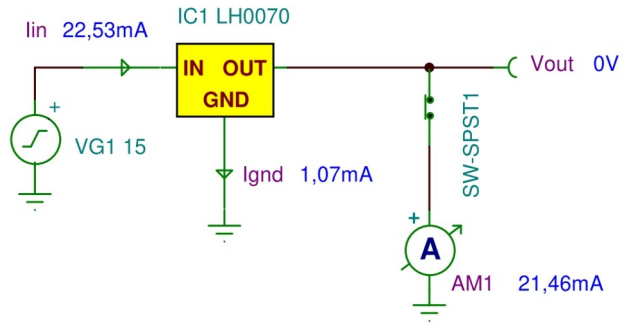 IC1 LH0070
Iin 22,53mA
IN OUT
GND
Vout 0V
+
VG1 15
SW-SPST1
Ignd 1,07mA
+
A
AM1 21,46mA